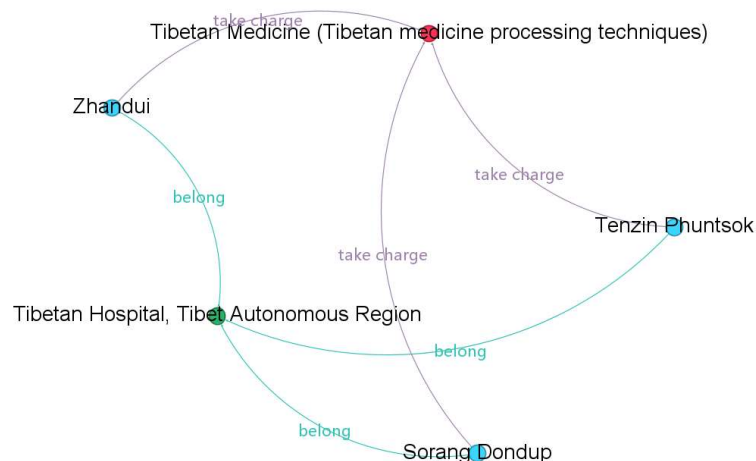 take charge
Tibetan Medicine (Tibetan medicine processing techniques)
Zhandui
take charge
belong
Tenzin Phuntsok
take charge
Tibetan Hospital, Tibet Autonomous Region
belong
belong
Sorang Dondup